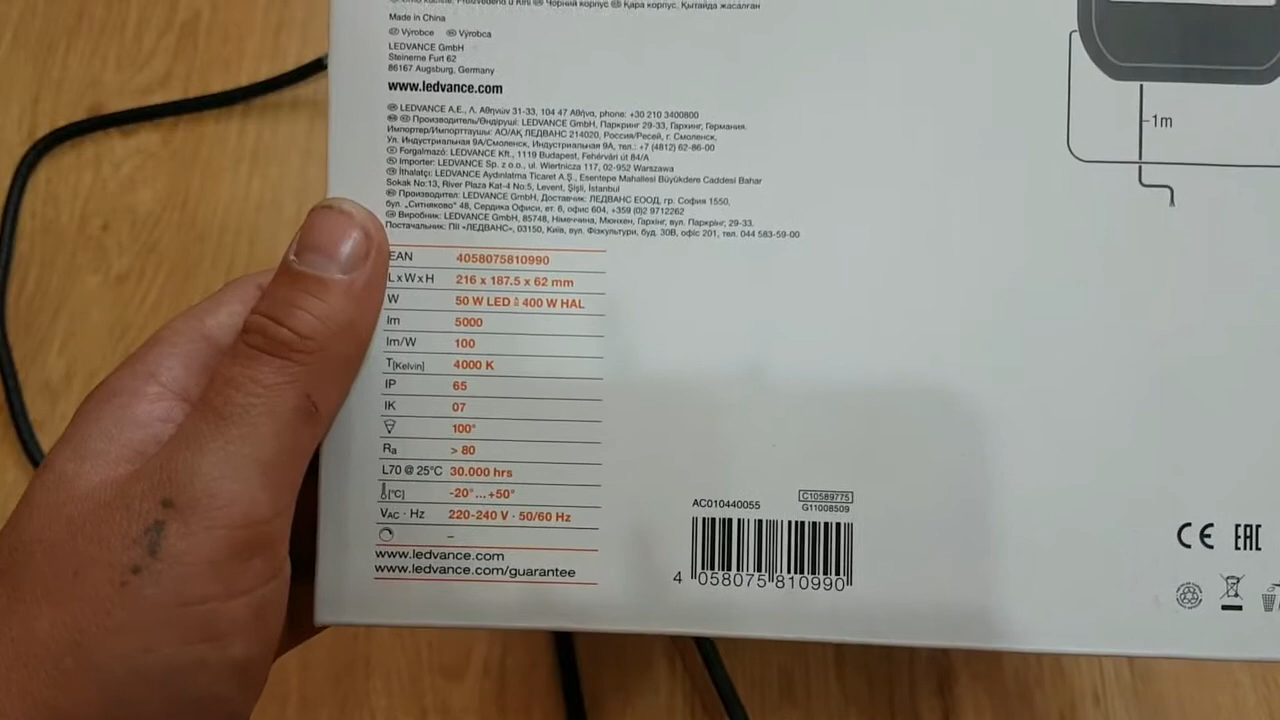 Чорний корпус Қара корпус, Қытайда жасалған
Made in China
Výrobce Výrobca
LEDVANCE GmbH
Steinerne Furt 62
86167 Augsburg, Germany
www.ledvance.com
LEDVANCE A.E., Λ. Αθηνών 31-33, 104 47 Αθήνα, phone: +30 210 3400800
Производитель/Өндіруші: LEDVANCE GmbH, Паркринг 29-33, Гархинг, Германия.
Импортер/Импорттаушы: АО/АҚ ЛЕДВАНС 214020, Россия/Ресей, г. Смоленск,
Ул. Индустриальная 9А/Смоленск, Индустриальная 9А, тел.: +7 (4812) 62-86-00
Forgalmazó: LEDVANCE Kft., 1119 Budapest, Fehérvári út 84/A
Importer: LEDVANCE Sp. z o.o., ul. Wiertnicza 117, 02-952 Warszawa
İthalatçı: LEDVANCE Aydınlatma Ticaret A.Ş., Esentepe Mahallesi Büyükdere Caddesi Bahar
Sokak No:13, River Plaza Kat-4 No:5, Levent, Şişli, İstanbul
Производител: LEDVANCE GmbH, Доставчик: ЛЕДВАНС ЕООД, гр. София 1550,
бул. „Ситняково“ 48, Сердика Офиси, ет. 6, офис 604, +359 (0)2 9712262
Виробник: LEDVANCE GmbH, 85748, Німеччина, Мюнхен, Гархінг, вул. Паркрінг, 29-33.
Постачальник: ПІІ «ЛЕДВАНС», 03150, Київ, вул. Фізкультури, буд. 30В, офіс 201, тел. 044 583-59-00
EAN 4058075810990
LxWxH 216 x 187.5 x 62 mm
W 50 W LED ≙ 400 W HAL
lm 5000
lm/W 100
T[Kelvin] 4000 K
IP 65
IK 07
100°
Ra > 80
L70 @ 25°C 30.000 hrs
[°C] -20°...+50°
VAC · Hz 220-240 V · 50/60 Hz
–
www.ledvance.com
www.ledvance.com/guarantee
AC010440055
C10589775
G11008509
4 058075 810990
1m
CE EAC